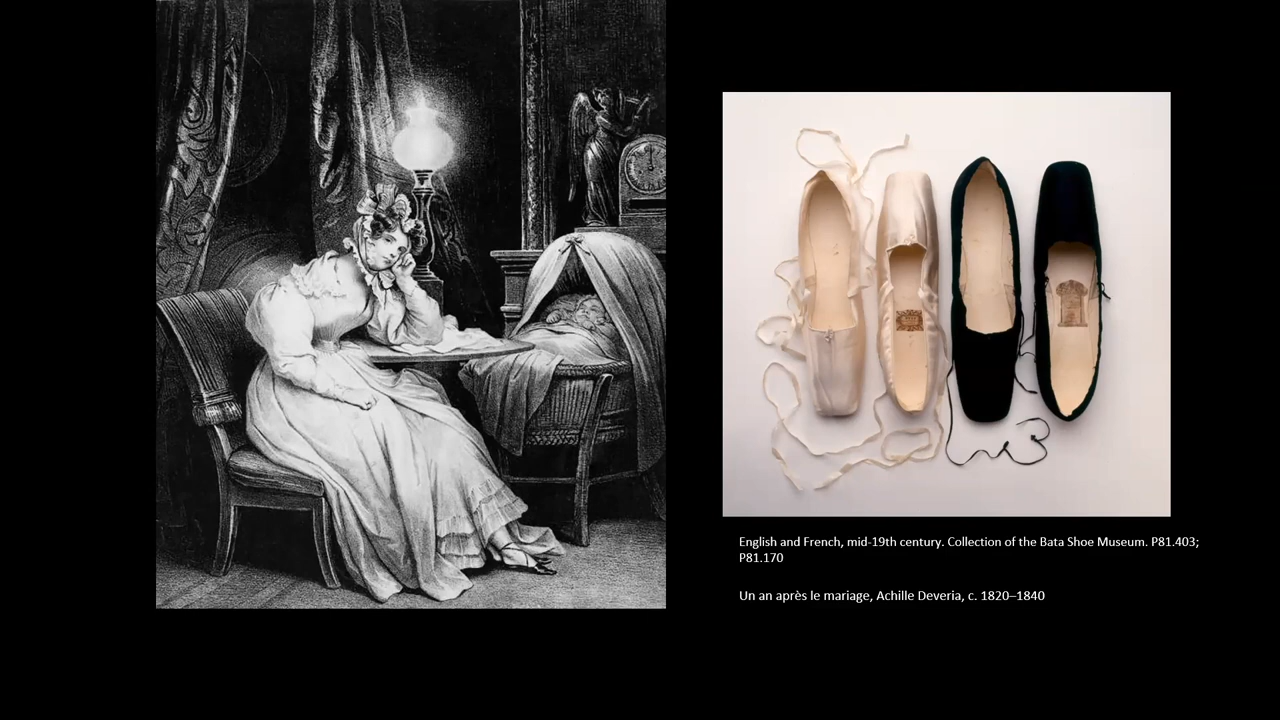 English and French, mid-19th century. Collection of the Bata Shoe Museum. P81.403;
P81.170
Un an après le mariage, Achille Deveria, c. 1820–1840